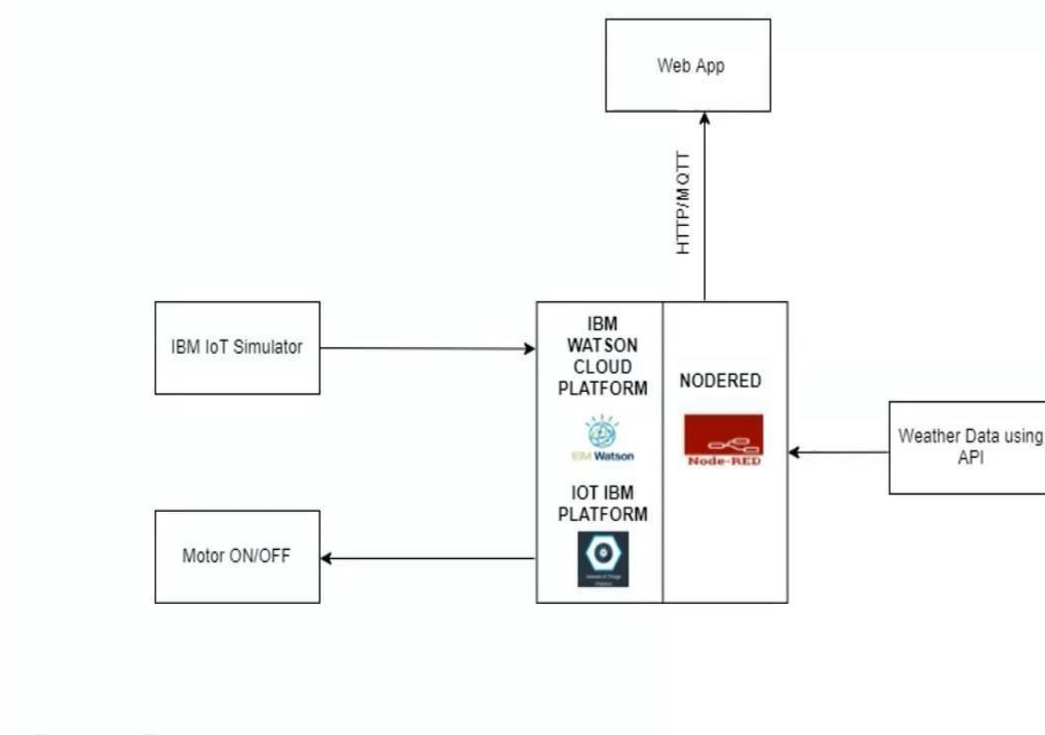 Web App
HTTP/MQTT
IBM IoT Simulator
IBM
WATSON
CLOUD
PLATFORM
IBM Watson
IOT IBM
PLATFORM
NODERED
Node-RED
Weather Data using
API
Motor ON/OFF